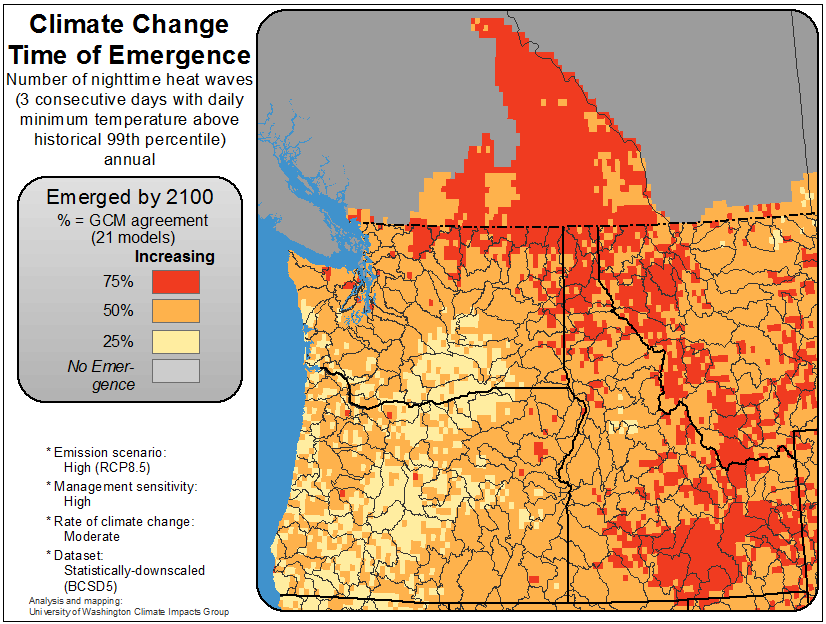 Climate Change
Time of Emergence
Number of nighttime heat waves
(3 consecutive days with daily
minimum temperature above
historical 99th percentile)
annual
Emerged by 2100
% = GCM agreement
(21 models)
Increasing
75%
50%
25%
No Emer-
gence
* Emission scenario:
High (RCP8.5)
* Management sensitivity:
High
* Rate of climate change:
Moderate
* Dataset:
Statistically-downscaled
(BCSD5)
Analysis and mapping:
University of Washington Climate Impacts Group